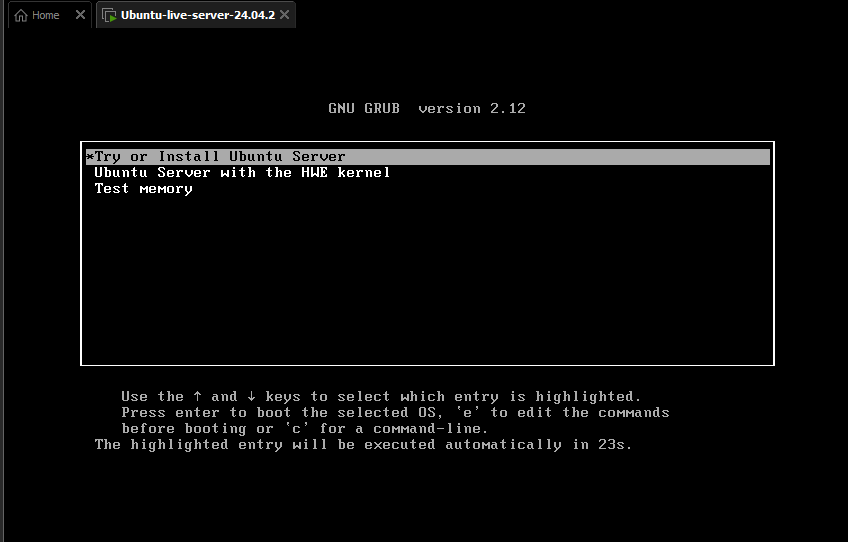 Home
Ubuntu-live-server-24.04.2
GNU GRUB  version 2.12
*Try or Install Ubuntu Server
Ubuntu Server with the HWE kernel
Test memory
Use the ↑ and ↓ keys to select which entry is highlighted.
Press enter to boot the selected OS, `e' to edit the commands
before booting or `c' for a command-line.
The highlighted entry will be executed automatically in 23s.